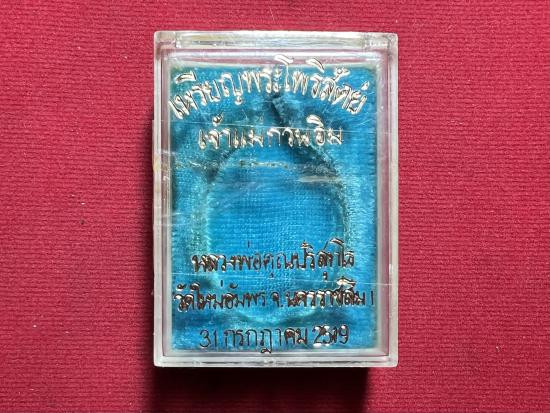 เหรียญพระโพธิสัตย์
เจ้าแม่กวนอิม
หลวงพ่อคูณปริสุทโธ
วัดใหม่อัมพร จ.นครราชสีมา
31 กรกฎาคม 2519